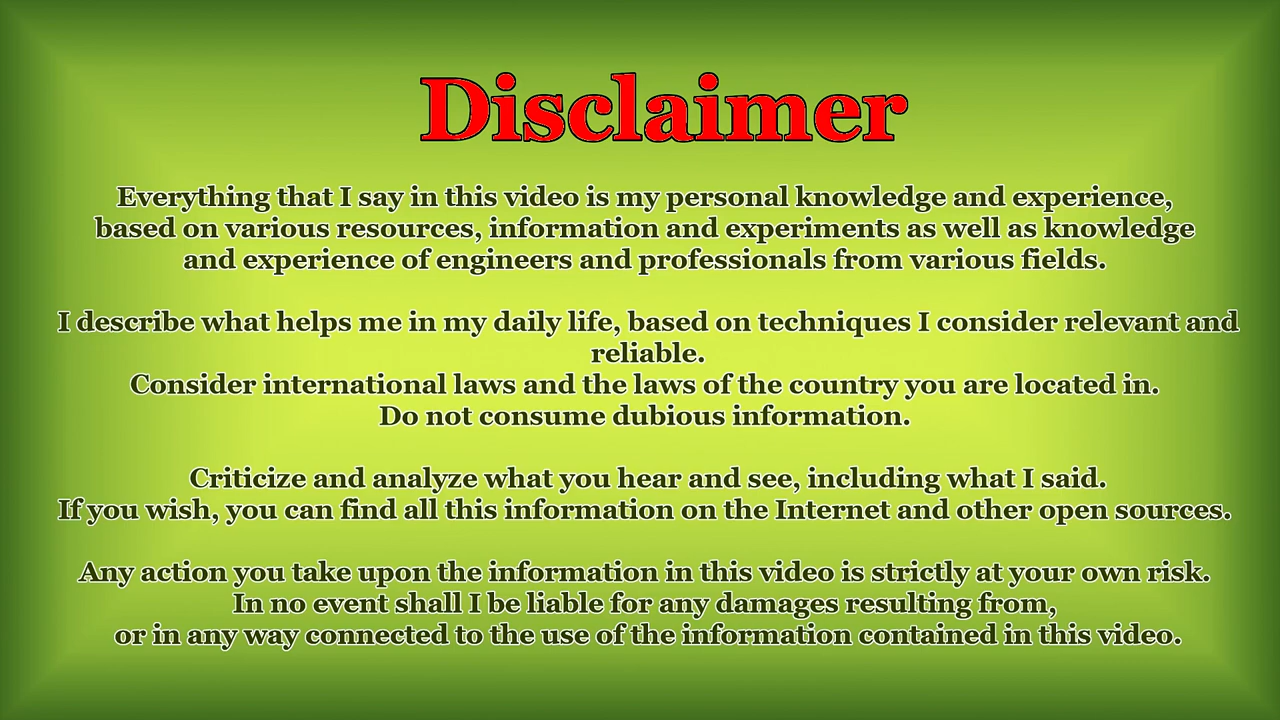 Disclaimer
Everything that I say in this video is my personal knowledge and experience,
based on various resources, information and experiments as well as knowledge
and experience of engineers and professionals from various fields.
I describe what helps me in my daily life, based on techniques I consider relevant and
reliable.
Consider international laws and the laws of the country you are located in.
Do not consume dubious information.
Criticize and analyze what you hear and see, including what I said.
If you wish, you can find all this information on the Internet and other open sources.
Any action you take upon the information in this video is strictly at your own risk.
In no event shall I be liable for any damages resulting from,
or in any way connected to the use of the information contained in this video.